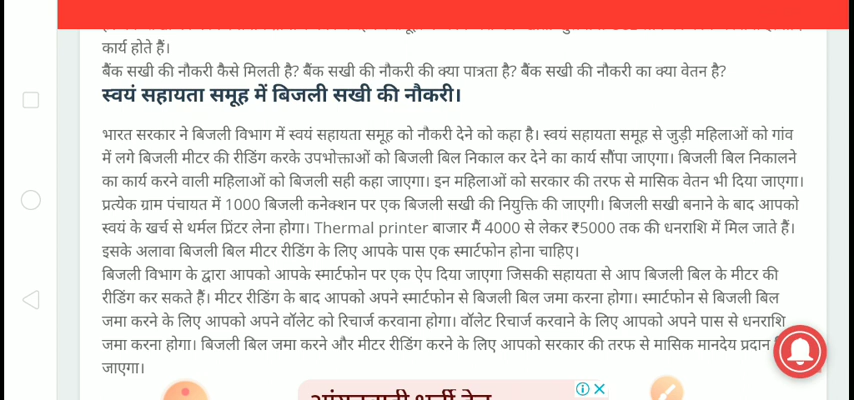 कार्य होते हैं।
बैंक सखी की नौकरी कैसे मिलती है? बैंक सखी की नौकरी की क्या पात्रता है? बैंक सखी की नौकरी का क्या वेतन है?
स्वयं सहायता समूह में बिजली सखी की नौकरी।
भारत सरकार ने बिजली विभाग में स्वयं सहायता समूह को नौकरी देने को कहा है। स्वयं सहायता समूह से जुड़ी महिलाओं को गांव
में लगे बिजली मीटर की रीडिंग करके उपभोक्ताओं को बिजली बिल निकाल कर देने का कार्य सौंपा जाएगा। बिजली बिल निकालने
का कार्य करने वाली महिलाओं को बिजली सही कहा जाएगा। इन महिलाओं को सरकार की तरफ से मासिक वेतन भी दिया जाएगा।
प्रत्येक ग्राम पंचायत में 1000 बिजली कनेक्शन पर एक बिजली सखी की नियुक्ति की जाएगी। बिजली सखी बनाने के बाद आपको
स्वयं के खर्च से थर्मल प्रिंटर लेना होगा। Thermal printer बाजार मैं 4000 से लेकर ₹5000 तक की धनराशि में मिल जाते हैं।
इसके अलावा बिजली बिल मीटर रीडिंग के लिए आपके पास एक स्मार्टफोन होना चाहिए।
बिजली विभाग के द्वारा आपको आपके स्मार्टफोन पर एक ऐप दिया जाएगा जिसकी सहायता से आप बिजली बिल के मीटर की
रीडिंग कर सकते हैं। मीटर रीडिंग के बाद आपको अपने स्मार्टफोन से बिजली बिल जमा करना होगा। स्मार्टफोन से बिजली बिल
जमा करने के लिए आपको अपने वॉलेट को रिचार्ज करवाना होगा। वॉलेट रिचार्ज करवाने के लिए आपको अपने पास से धनराशि
जमा करना होगा। बिजली बिल जमा करने और मीटर रीडिंग करने के लिए आपको सरकार की तरफ से मासिक मानदेय प्रदान
जाएगा।